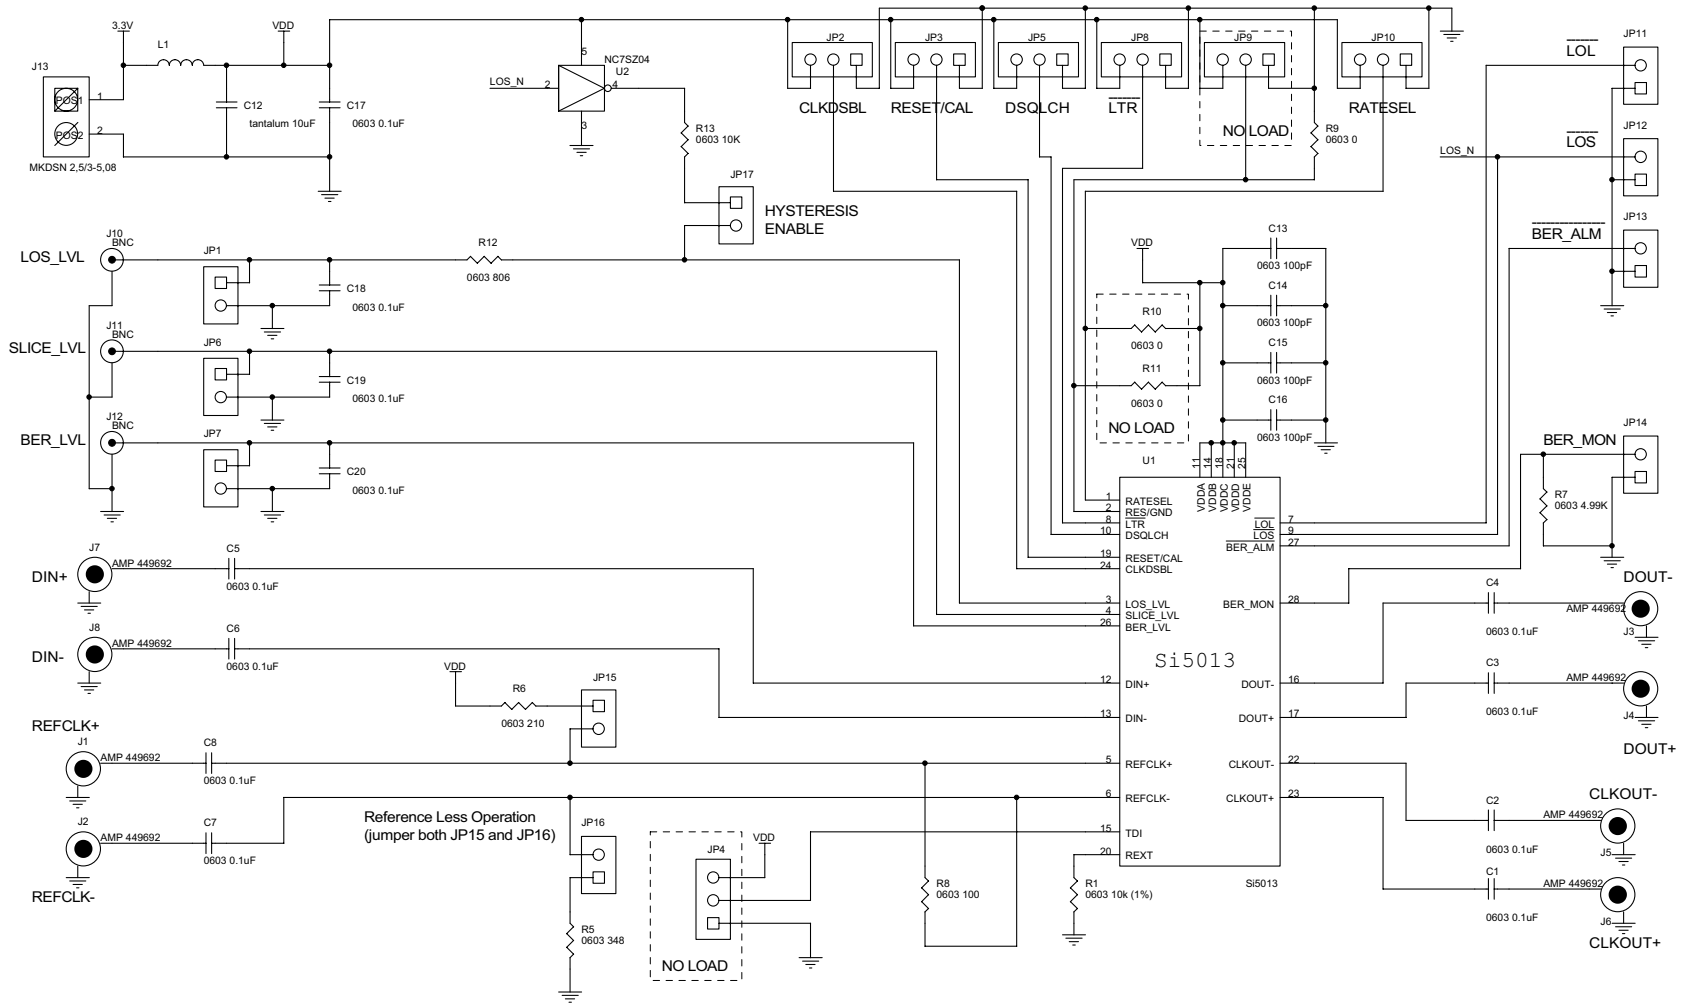 3.3V
VDD
L1
J13
POS1
1
POS2
2
MKDSN 2,5/3-5,08
C12
tantalum 10uF
C17
0603 0.1uF
LOS_N
2
5
NC7SZ04
U2
4
3
R13
0603 10K
JP17
HYSTERESIS
ENABLE
JP2
CLKDSBL
JP3
RESET/CAL
JP5
DSQLCH
JP8
LTR
JP9
NO LOAD
R9
0603 0
JP10
RATESEL
LOL
JP11
JP12
LOS
LOS_N
JP13
BER_ALM
J10
BNC
LOS_LVL
JP1
C18
0603 0.1uF
R12
0603 806
J11
BNC
SLICE_LVL
JP6
C19
0603 0.1uF
J12
BNC
BER_LVL
JP7
C20
0603 0.1uF
VDD
C13
0603 100pF
C14
0603 100pF
C15
0603 100pF
C16
0603 100pF
R10
0603 0
R11
0603 0
NO LOAD
BER_MON
JP14
R7
0603 4.99K
U1
11
14
18
21
25
VDDA
VDDB
VDDC
VDDD
VDDE
1
RATESEL
2
RES/GND
8
LTR
10
DSQLCH
19
RESET/CAL
24
CLKDSBL
3
LOS_LVL
4
SLICE_LVL
26
BER_LVL
Si5013
12
DIN+
13
DIN-
5
REFCLK+
6
REFCLK-
15
TDI
20
REXT
LOL
7
LOS
9
BER_ALM
27
BER_MON
28
DOUT-
16
DOUT+
17
CLKOUT-
22
CLKOUT+
23
Si5013
J7
AMP 449692
DIN+
C5
0603 0.1uF
J8
AMP 449692
DIN-
C6
0603 0.1uF
VDD
R6
0603 210
JP15
REFCLK+
J1
AMP 449692
C8
0603 0.1uF
J2
AMP 449692
C7
0603 0.1uF
REFCLK-
Reference Less Operation
(jumper both JP15 and JP16)
JP16
R5
0603 348
JP4
VDD
NO LOAD
R8
0603 100
R1
0603 10k (1%)
C4
0603 0.1uF
DOUT-
AMP 449692
J3
C3
0603 0.1uF
AMP 449692
J4
DOUT+
C2
0603 0.1uF
CLKOUT-
AMP 449692
J5
C1
0603 0.1uF
AMP 449692
J6
CLKOUT+